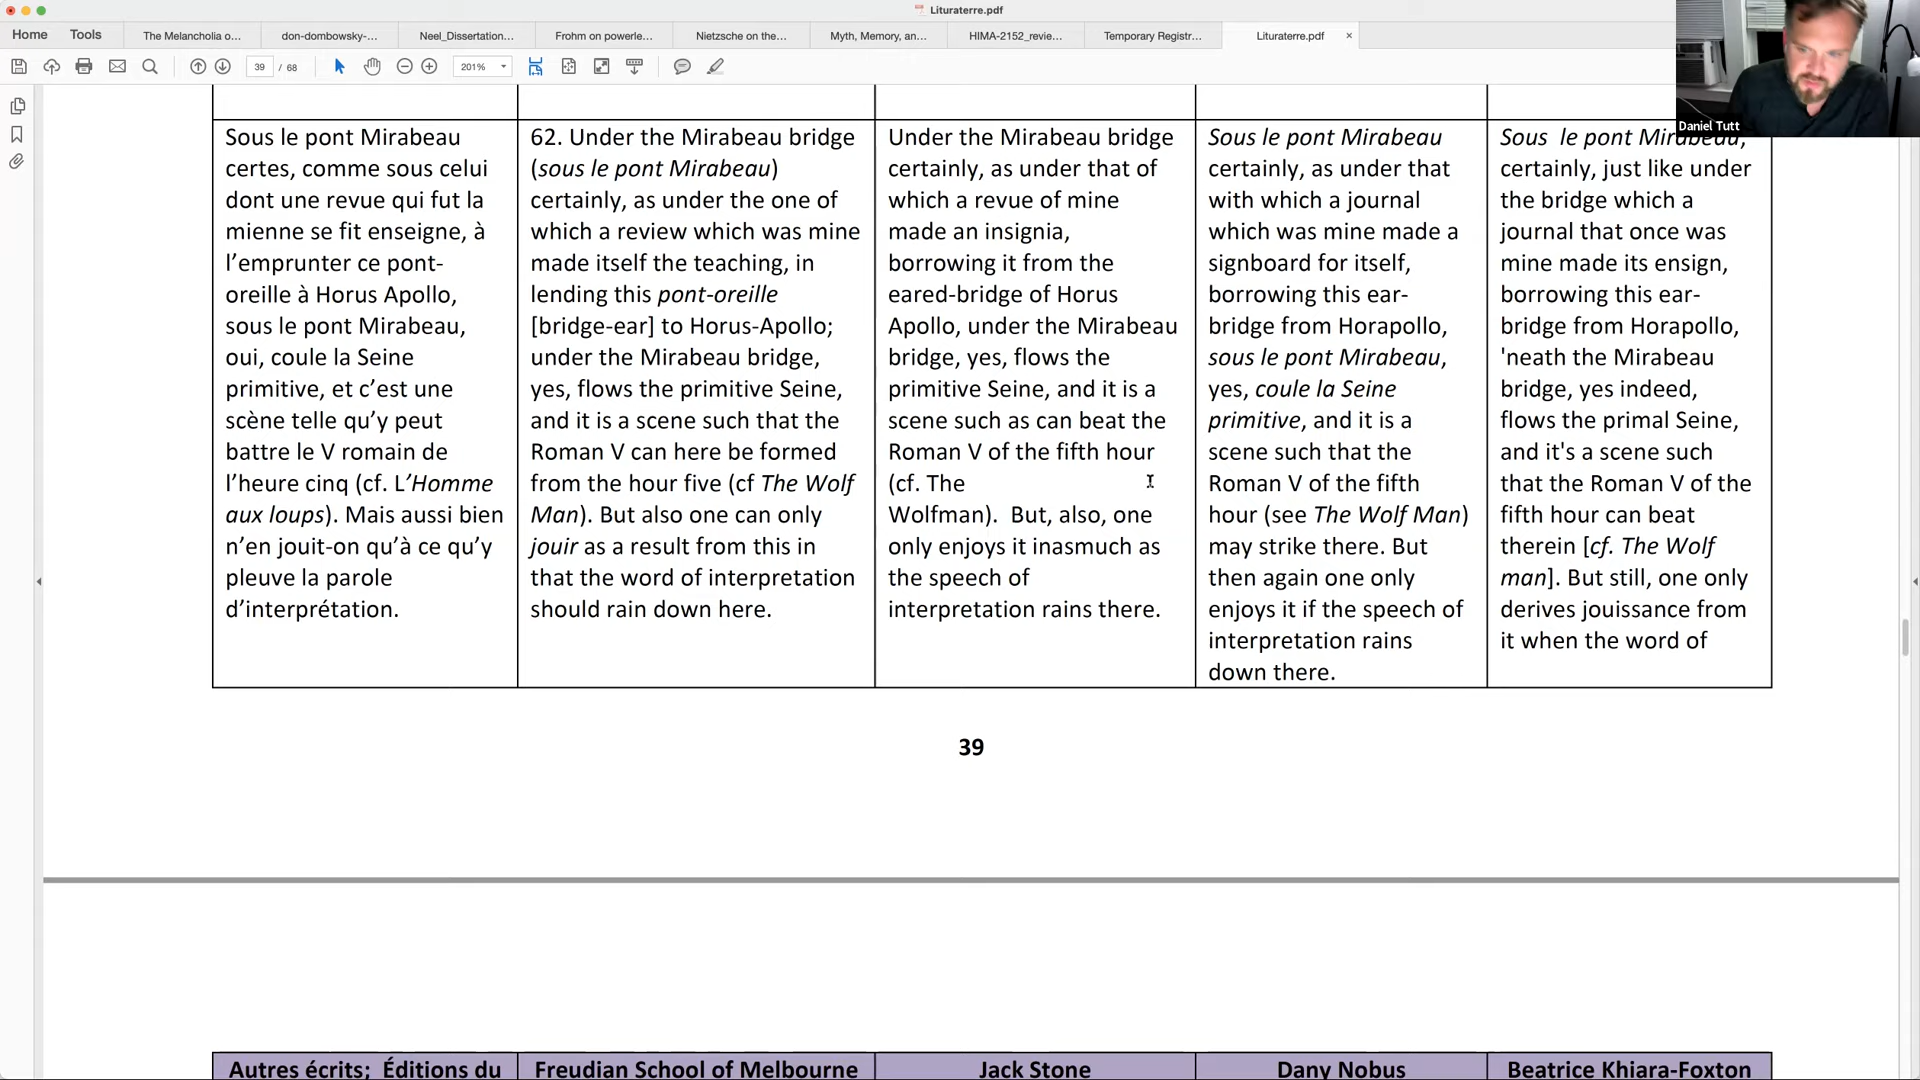 Lituraterre.pdf
Home Tools The Melancholia o... don-dombowsky-... Neel_Dissertation... Frohm on powerle... Nietzsche on the... Myth, Memory, an... HIMA-2152_revie... Temporary Registr... Lituraterre.pdf ×
39 / 68 201%
Daniel Tutt
Sous le pont Mirabeau
certes, comme sous celui
dont une revue qui fut la
mienne se fit enseigne, à
l’emprunter ce pont-
oreille à Horus Apollo,
sous le pont Mirabeau,
oui, coule la Seine
primitive, et c’est une
scène telle qu’y peut
battre le V romain de
l’heure cinq (cf. L’Homme
aux loups). Mais aussi bien
n’en jouit-on qu’à ce qu’y
pleuve la parole
d’interprétation.
62. Under the Mirabeau bridge
(sous le pont Mirabeau)
certainly, as under the one of
which a review which was mine
made itself the teaching, in
lending this pont-oreille
[bridge-ear] to Horus-Apollo;
under the Mirabeau bridge,
yes, flows the primitive Seine,
and it is a scene such that the
Roman V can here be formed
from the hour five (cf The Wolf
Man). But also one can only
jouir as a result from this in
that the word of interpretation
should rain down here.
Under the Mirabeau bridge
certainly, as under that of
which a revue of mine
made an insignia,
borrowing it from the
eared-bridge of Horus
Apollo, under the Mirabeau
bridge, yes, flows the
primitive Seine, and it is a
scene such as can beat the
Roman V of the fifth hour
(cf. The
Wolfman). But, also, one
only enjoys it inasmuch as
the speech of
interpretation rains there.
Sous le pont Mirabeau
certainly, as under that
with which a journal
which was mine made a
signboard for itself,
borrowing this ear-
bridge from Horapollo,
sous le pont Mirabeau,
yes, coule la Seine
primitive, and it is a
scene such that the
Roman V of the fifth
hour (see The Wolf Man)
may strike there. But
then again one only
enjoys it if the speech of
interpretation rains
down there.
Sous le pont Mirabeau,
certainly, just like under
the bridge which a
journal that once was
mine made its ensign,
borrowing this ear-
bridge from Horapollo,
'neath the Mirabeau
bridge, yes indeed,
flows the primal Seine,
and it's a scene such
that the Roman V of the
fifth hour can beat
therein [cf. The Wolf
man]. But still, one only
derives jouissance from
it when the word of
39
Autres écrits; Éditions du
Freudian School of Melbourne
Jack Stone
Dany Nobus
Beatrice Khiara-Foxton